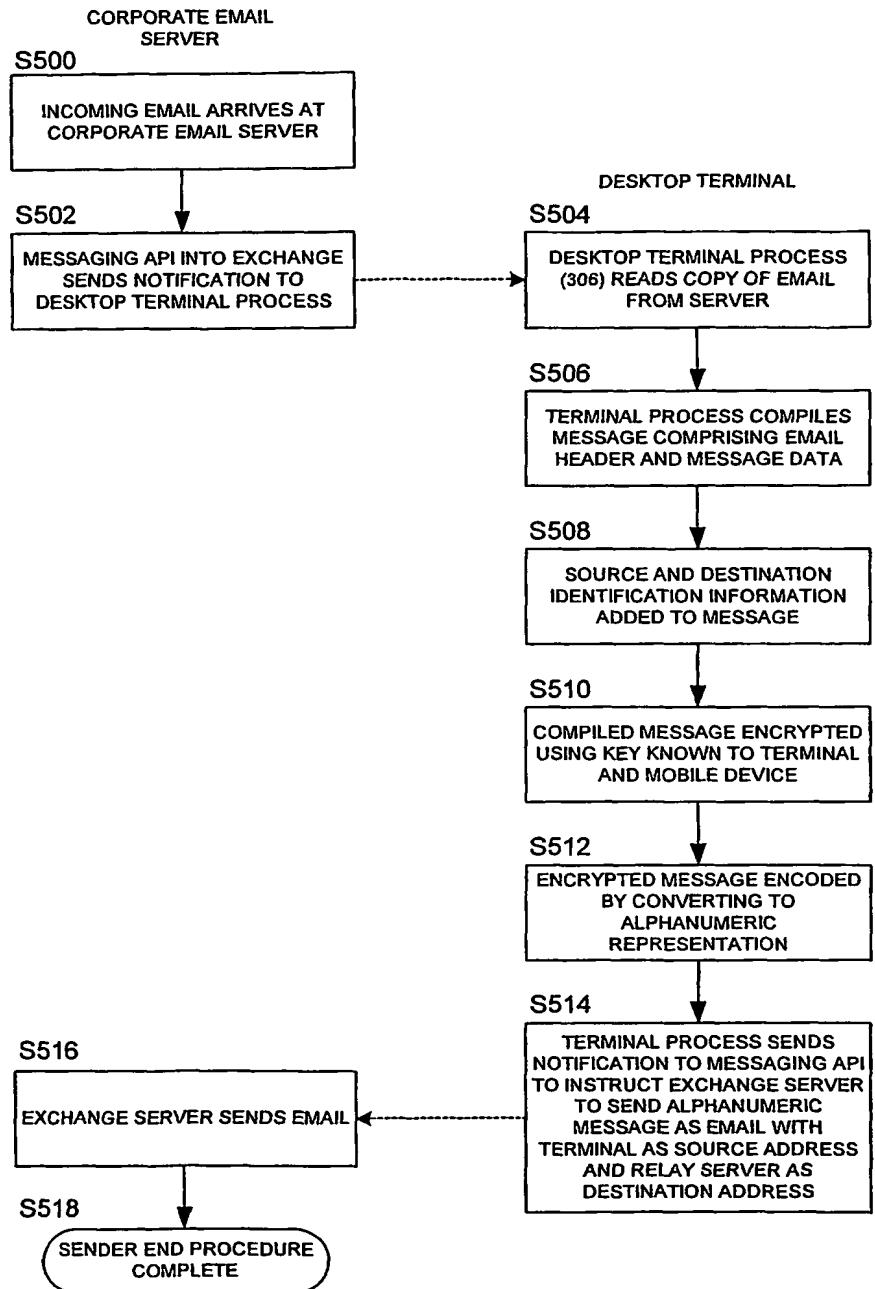 CORPORATE EMAIL
SERVER
S500
INCOMING EMAIL ARRIVES AT
CORPORATE EMAIL SERVER
S502
MESSAGING API INTO EXCHANGE
SENDS NOTIFICATION TO
DESKTOP TERMINAL PROCESS
DESKTOP TERMINAL
S504
DESKTOP TERMINAL PROCESS
(306) READS COPY OF EMAIL
FROM SERVER
S506
TERMINAL PROCESS COMPILES
MESSAGE COMPRISING EMAIL
HEADER AND MESSAGE DATA
S508
SOURCE AND DESTINATION
IDENTIFICATION INFORMATION
ADDED TO MESSAGE
S510
COMPILED MESSAGE ENCRYPTED
USING KEY KNOWN TO TERMINAL
AND MOBILE DEVICE
S512
ENCRYPTED MESSAGE ENCODED
BY CONVERTING TO
ALPHANUMERIC
REPRESENTATION
S514
TERMINAL PROCESS SENDS
NOTIFICATION TO MESSAGING API
TO INSTRUCT EXCHANGE SERVER
TO SEND ALPHANUMERIC
MESSAGE AS EMAIL WITH
TERMINAL AS SOURCE ADDRESS
AND RELAY SERVER AS
DESTINATION ADDRESS
S516
EXCHANGE SERVER SENDS EMAIL
S518
SENDER END PROCEDURE
COMPLETE